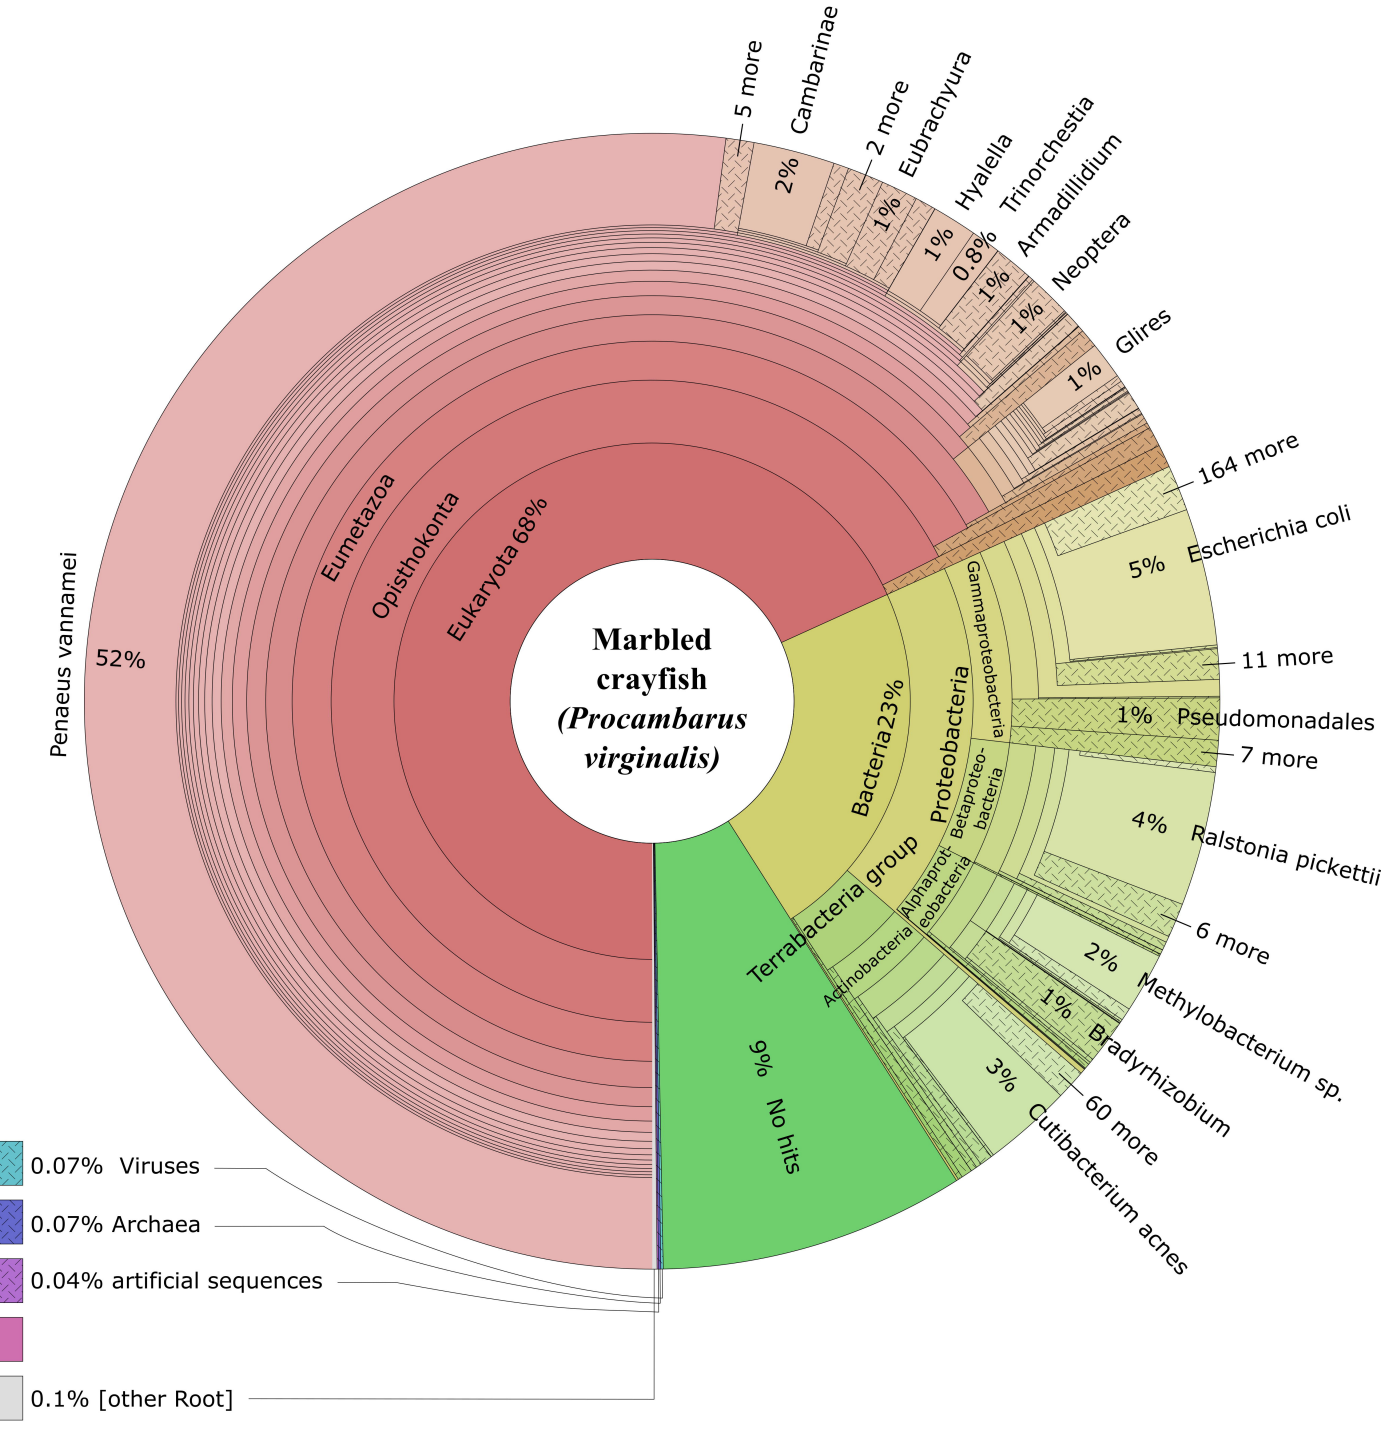 5 more
Cambarinae
2%
2 more
Eubrachyura
1%
Hyalella
1%
Trinorchestia
0.8%
Armadillidium
1%
Neoptera
1%
Glires
1%
164 more
Escherichia coli
5%
11 more
Pseudomonadales
1%
7 more
Ralstonia pickettii
4%
6 more
Methylobacterium sp.
2%
Bradyrhizobium
1%
60 more
Cutibacterium acnes
3%
Penaeus vannamei
52%
Eumetazoa
Opisthokonta
Eukaryota 68%
Marbled
crayfish
(Procambarus
virginalis)
Bacteria 23%
Proteobacteria
Gammaproteobacteria
Betaproteo-
bacteria
Alphaprot-
eobacteria
Terrabacteria group
Actinobacteria
9% No hits
0.07% Viruses
0.07% Archaea
0.04% artificial sequences
0.1% [other Root]